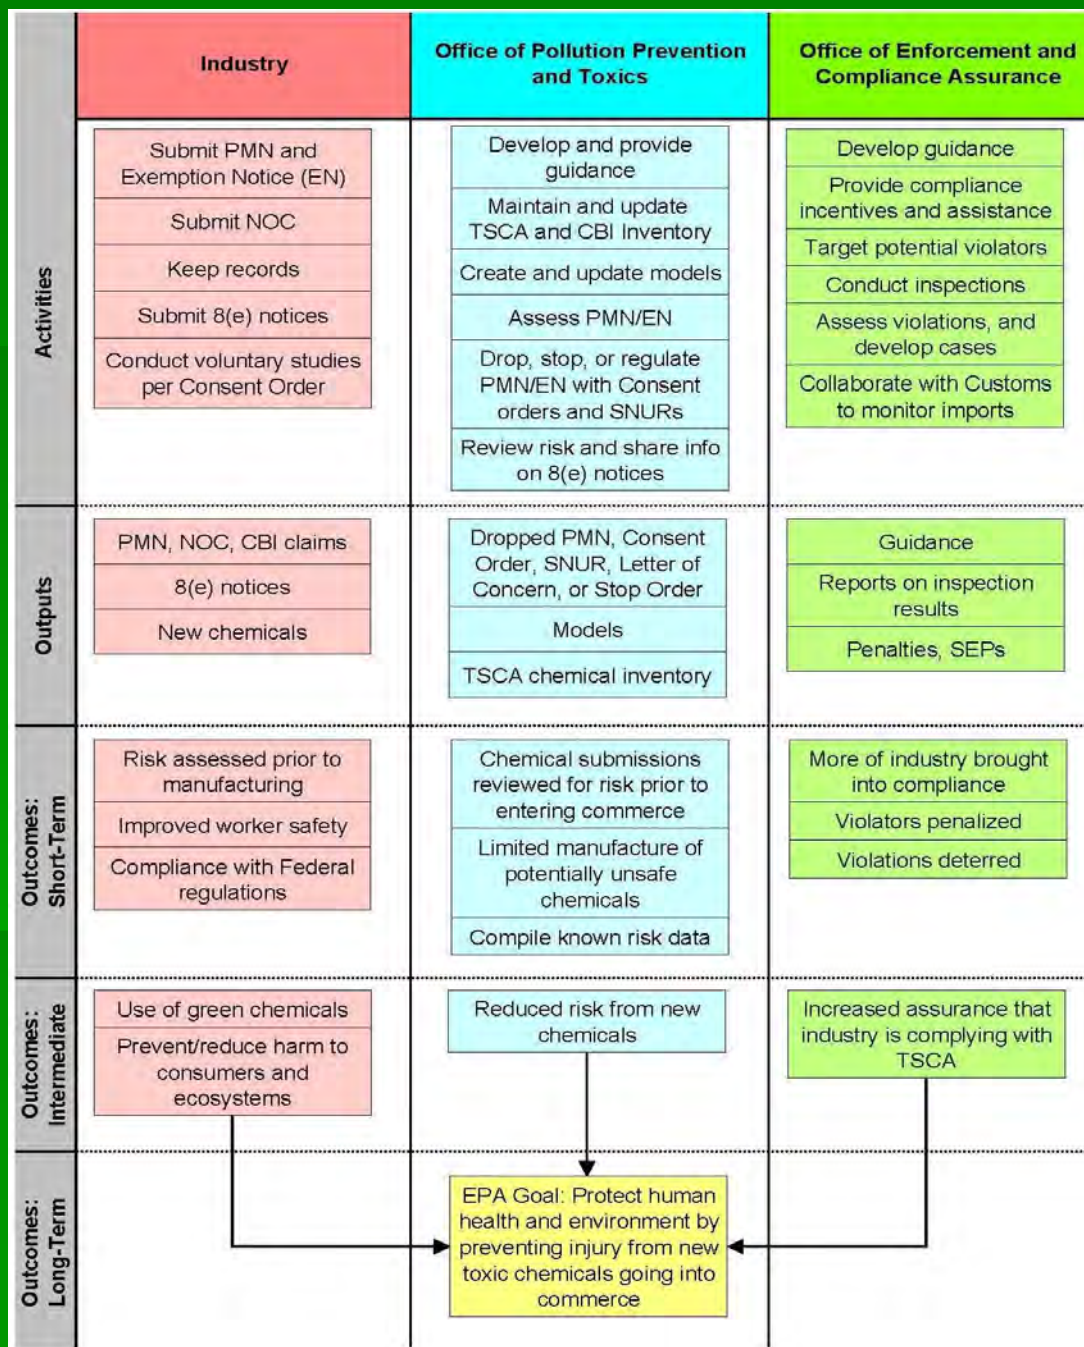 Industry
Office of Pollution Prevention
and Toxics
Office of Enforcement and
Compliance Assurance
Activities
Submit PMN and
Exemption Notice (EN)
Submit NOC
Keep records
Submit 8(e) notices
Conduct voluntary studies
per Consent Order
Develop and provide
guidance
Maintain and update
TSCA and CBI Inventory
Create and update models
Assess PMN/EN
Drop, stop, or regulate
PMN/EN with Consent
orders and SNURs
Review risk and share info
on 8(e) notices
Develop guidance
Provide compliance
incentives and assistance
Target potential violators
Conduct inspections
Assess violations, and
develop cases
Collaborate with Customs
to monitor imports
Outputs
PMN, NOC, CBI claims
8(e) notices
New chemicals
Dropped PMN, Consent
Order, SNUR, Letter of
Concern, or Stop Order
Models
TSCA chemical inventory
Guidance
Reports on inspection
results
Penalties, SEPs
Outcomes:
Short-Term
Risk assessed prior to
manufacturing
Improved worker safety
Compliance with Federal
regulations
Chemical submissions
reviewed for risk prior to
entering commerce
Limited manufacture of
potentially unsafe
chemicals
Compile known risk data
More of industry brought
into compliance
Violators penalized
Violations deterred
Outcomes:
Intermediate
Use of green chemicals
Prevent/reduce harm to
consumers and
ecosystems
Reduced risk from new
chemicals
Increased assurance that
industry is complying with
TSCA
Outcomes:
Long-Term
EPA Goal: Protect human
health and environment by
preventing injury from new
toxic chemicals going into
commerce